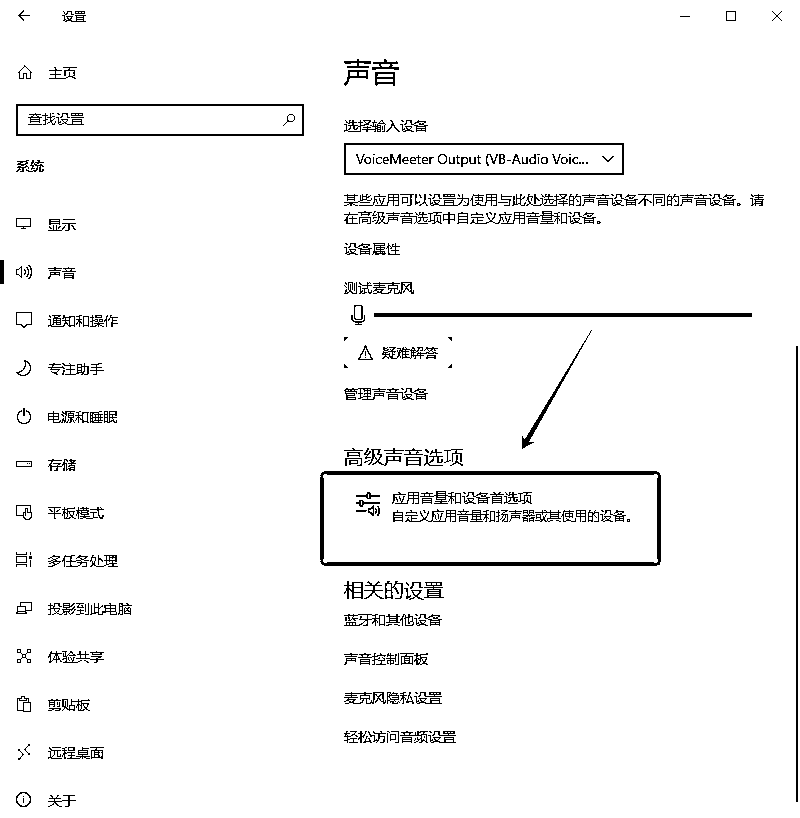 设置
主页
查找设置
系统
显示
声音
通知和操作
专注助手
电源和睡眠
存储
平板模式
多任务处理
投影到此电脑
体验共享
剪贴板
远程桌面
关于
声音
选择输入设备
VoiceMeeter Output (VB-Audio Voic...
某些应用可以设置为使用与此处选择的声音设备不同的声音设备。请
在高级声音选项中自定义应用音量和设备。
设备属性
测试麦克风
疑难解答
管理声音设备
高级声音选项
应用音量和设备首选项
自定义应用音量和扬声器或其使用的设备。
相关的设置
蓝牙和其他设备
声音控制面板
麦克风隐私设置
轻松访问音频设置